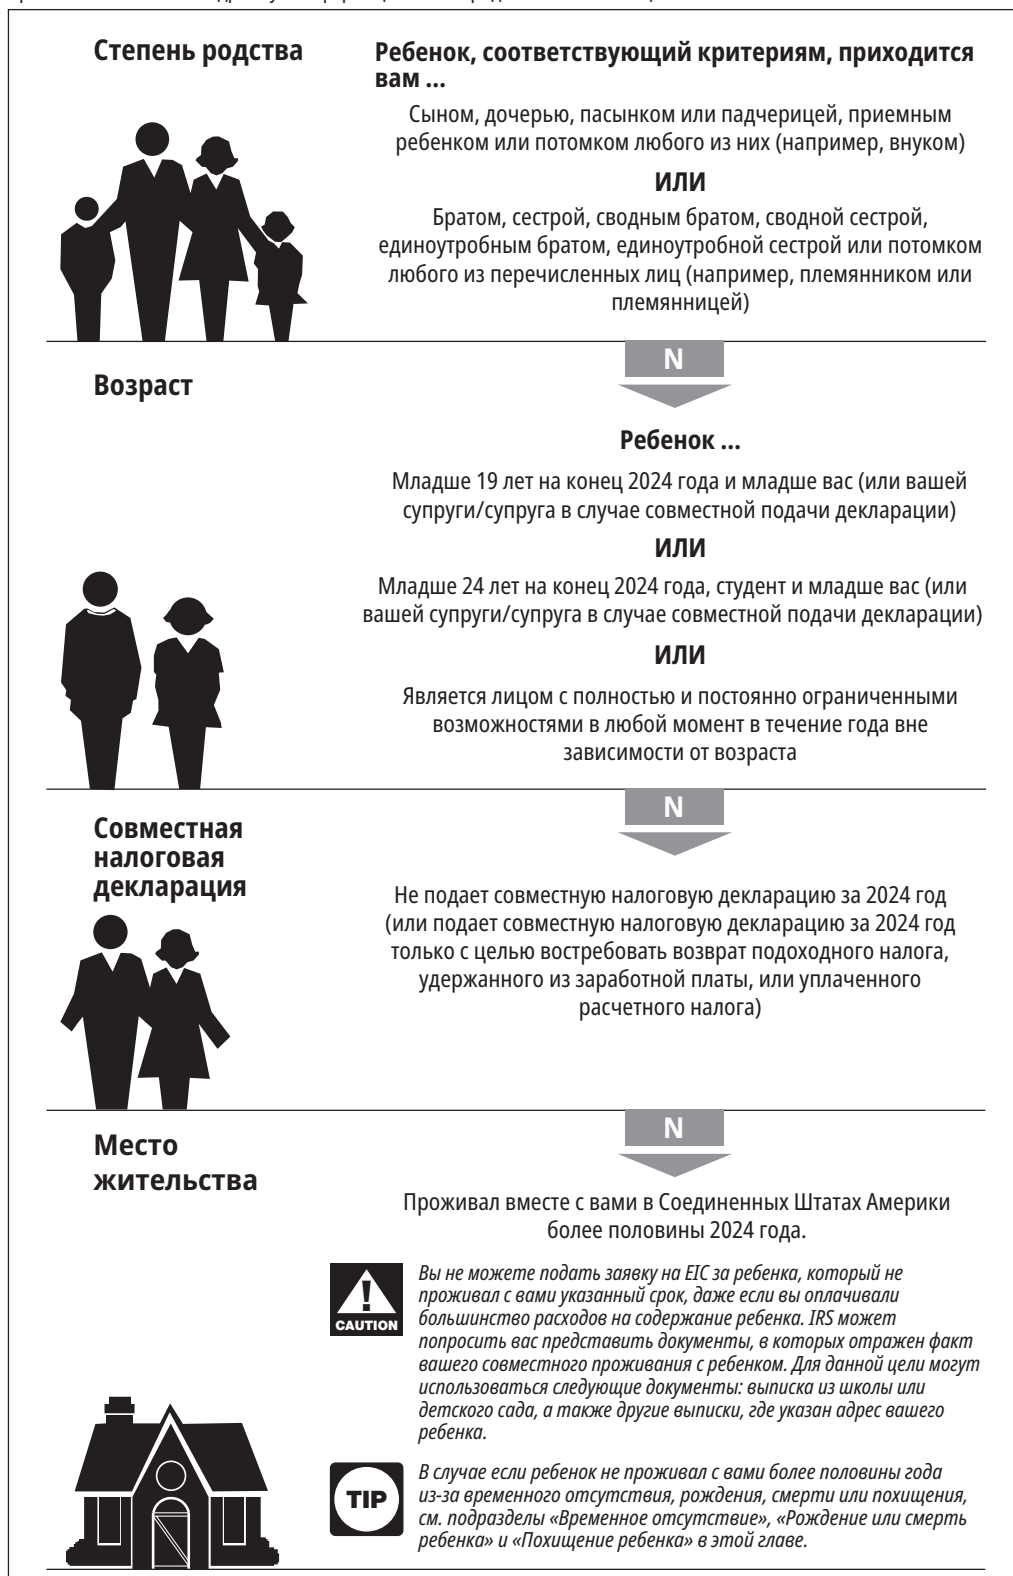 Степень родства
Ребенок, соответствующий критериям, приходится
вам ...
Сыном, дочерью, пасынком или падчерицей, приемным
ребенком или потомком любого из них (например, внуком)
ИЛИ
Братом, сестрой, сводным братом, сводной сестрой,
единоутробным братом, единоутробной сестрой или потомком
любого из перечисленных лиц (например, племянником или
племянницей)
N
Возраст
Ребенок ...
Младше 19 лет на конец 2024 года и младше вас (или вашей
супруги/супруга в случае совместной подачи декларации)
ИЛИ
Младше 24 лет на конец 2024 года, студент и младше вас (или
вашей супруги/супруга в случае совместной подачи декларации)
ИЛИ
Является лицом с полностью и постоянно ограниченными
возможностями в любой момент в течение года вне
зависимости от возраста
N
Совместная
налоговая
декларация
Не подает совместную налоговую декларацию за 2024 год
(или подает совместную налоговую декларацию за 2024 год
только с целью востребовать возврат подоходного налога,
удержанного из заработной платы, или уплаченного
расчетного налога)
N
Место
жительства
Проживал вместе с вами в Соединенных Штатах Америки
более половины 2024 года.
CAUTION
Вы не можете подать заявку на EIC за ребенка, который не
проживал с вами указанный срок, даже если вы оплачивали
большинство расходов на содержание ребенка. IRS может
попросить вас представить документы, в которых отражен факт
вашего совместного проживания с ребенком. Для данной цели могут
использоваться следующие документы: выписка из школы или
детского сада, а также другие выписки, где указан адрес вашего
ребенка.
TIP
В случае если ребенок не проживал с вами более половины года
из-за временного отсутствия, рождения, смерти или похищения,
см. подразделы «Временное отсутствие», «Рождение или смерть
ребенка» и «Похищение ребенка» в этой главе.